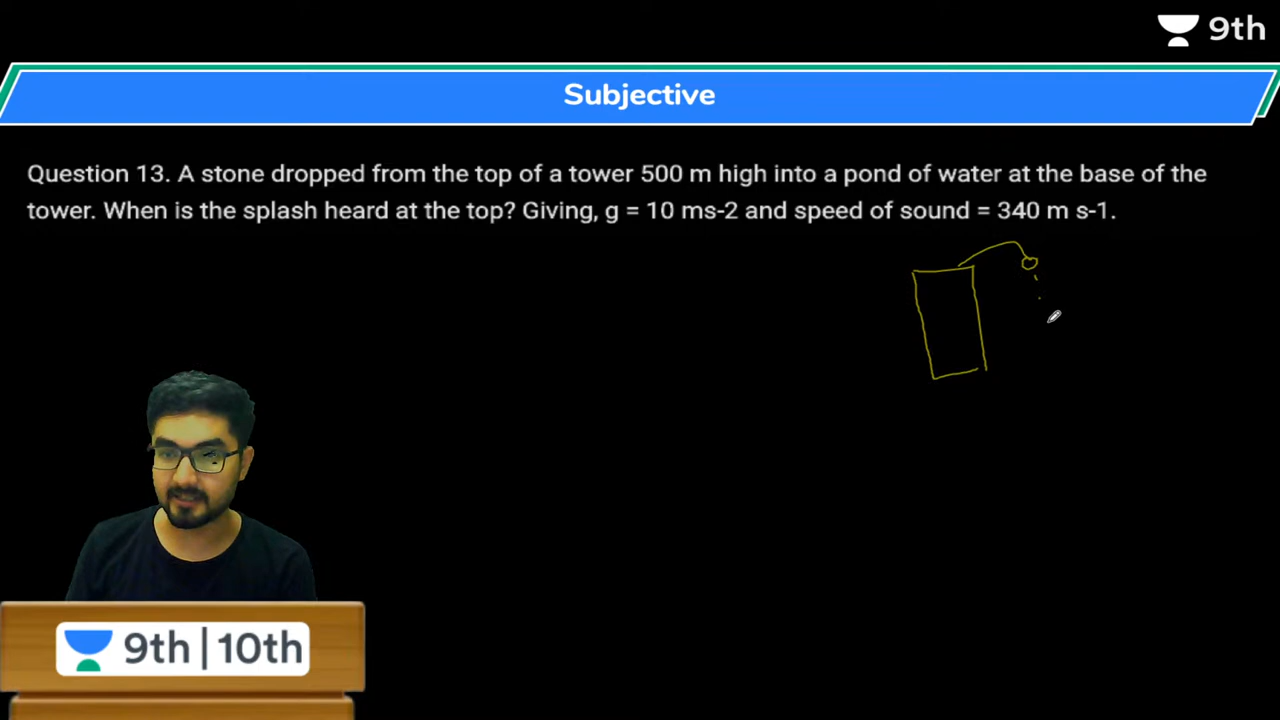 9th
Subjective
Question 13. A stone dropped from the top of a tower 500 m high into a pond of water at the base of the
tower. When is the splash heard at the top? Giving, g = 10 ms-2 and speed of sound = 340 m s-1.
9th|10th